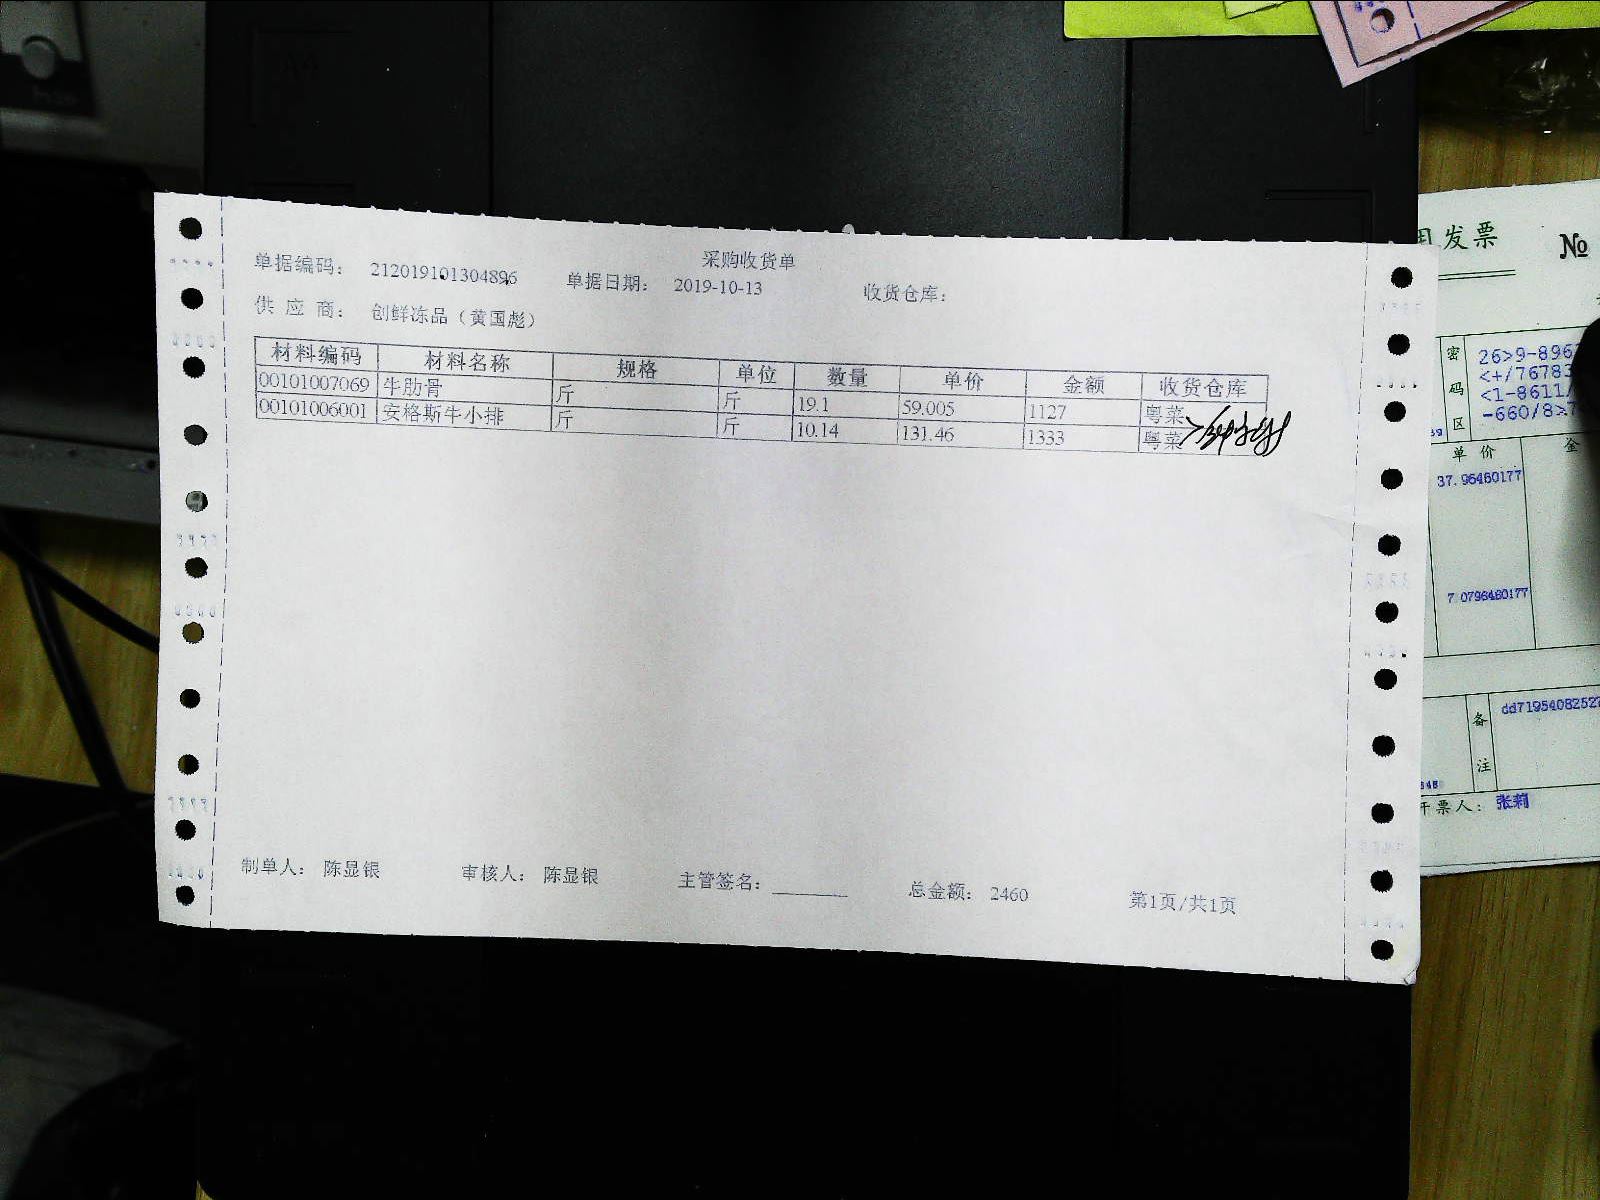 采购收货单
单据编码： 212019101304896 单据日期： 2019-10-13 收货仓库：
供 应 商： 创鲜冻品（黄国彪）
材料编码 材料名称 规格 单位 数量 单价 金额 收货仓库
00101007069 牛肋骨 斤 斤 19.1 59.005 1127 粤菜
00101006001 安格斯牛小排 斤 斤 10.14 131.46 1333 粤菜
制单人： 陈显银 审核人： 陈显银 主管签名： 总金额： 2460 第1页/共1页
发票 №
密码区
26>9-896
<+/76783
<1-8611/
-660/8>
单价 金
37.96460177
7.0796460177
备注
dd7195408252
开票人： 张莉